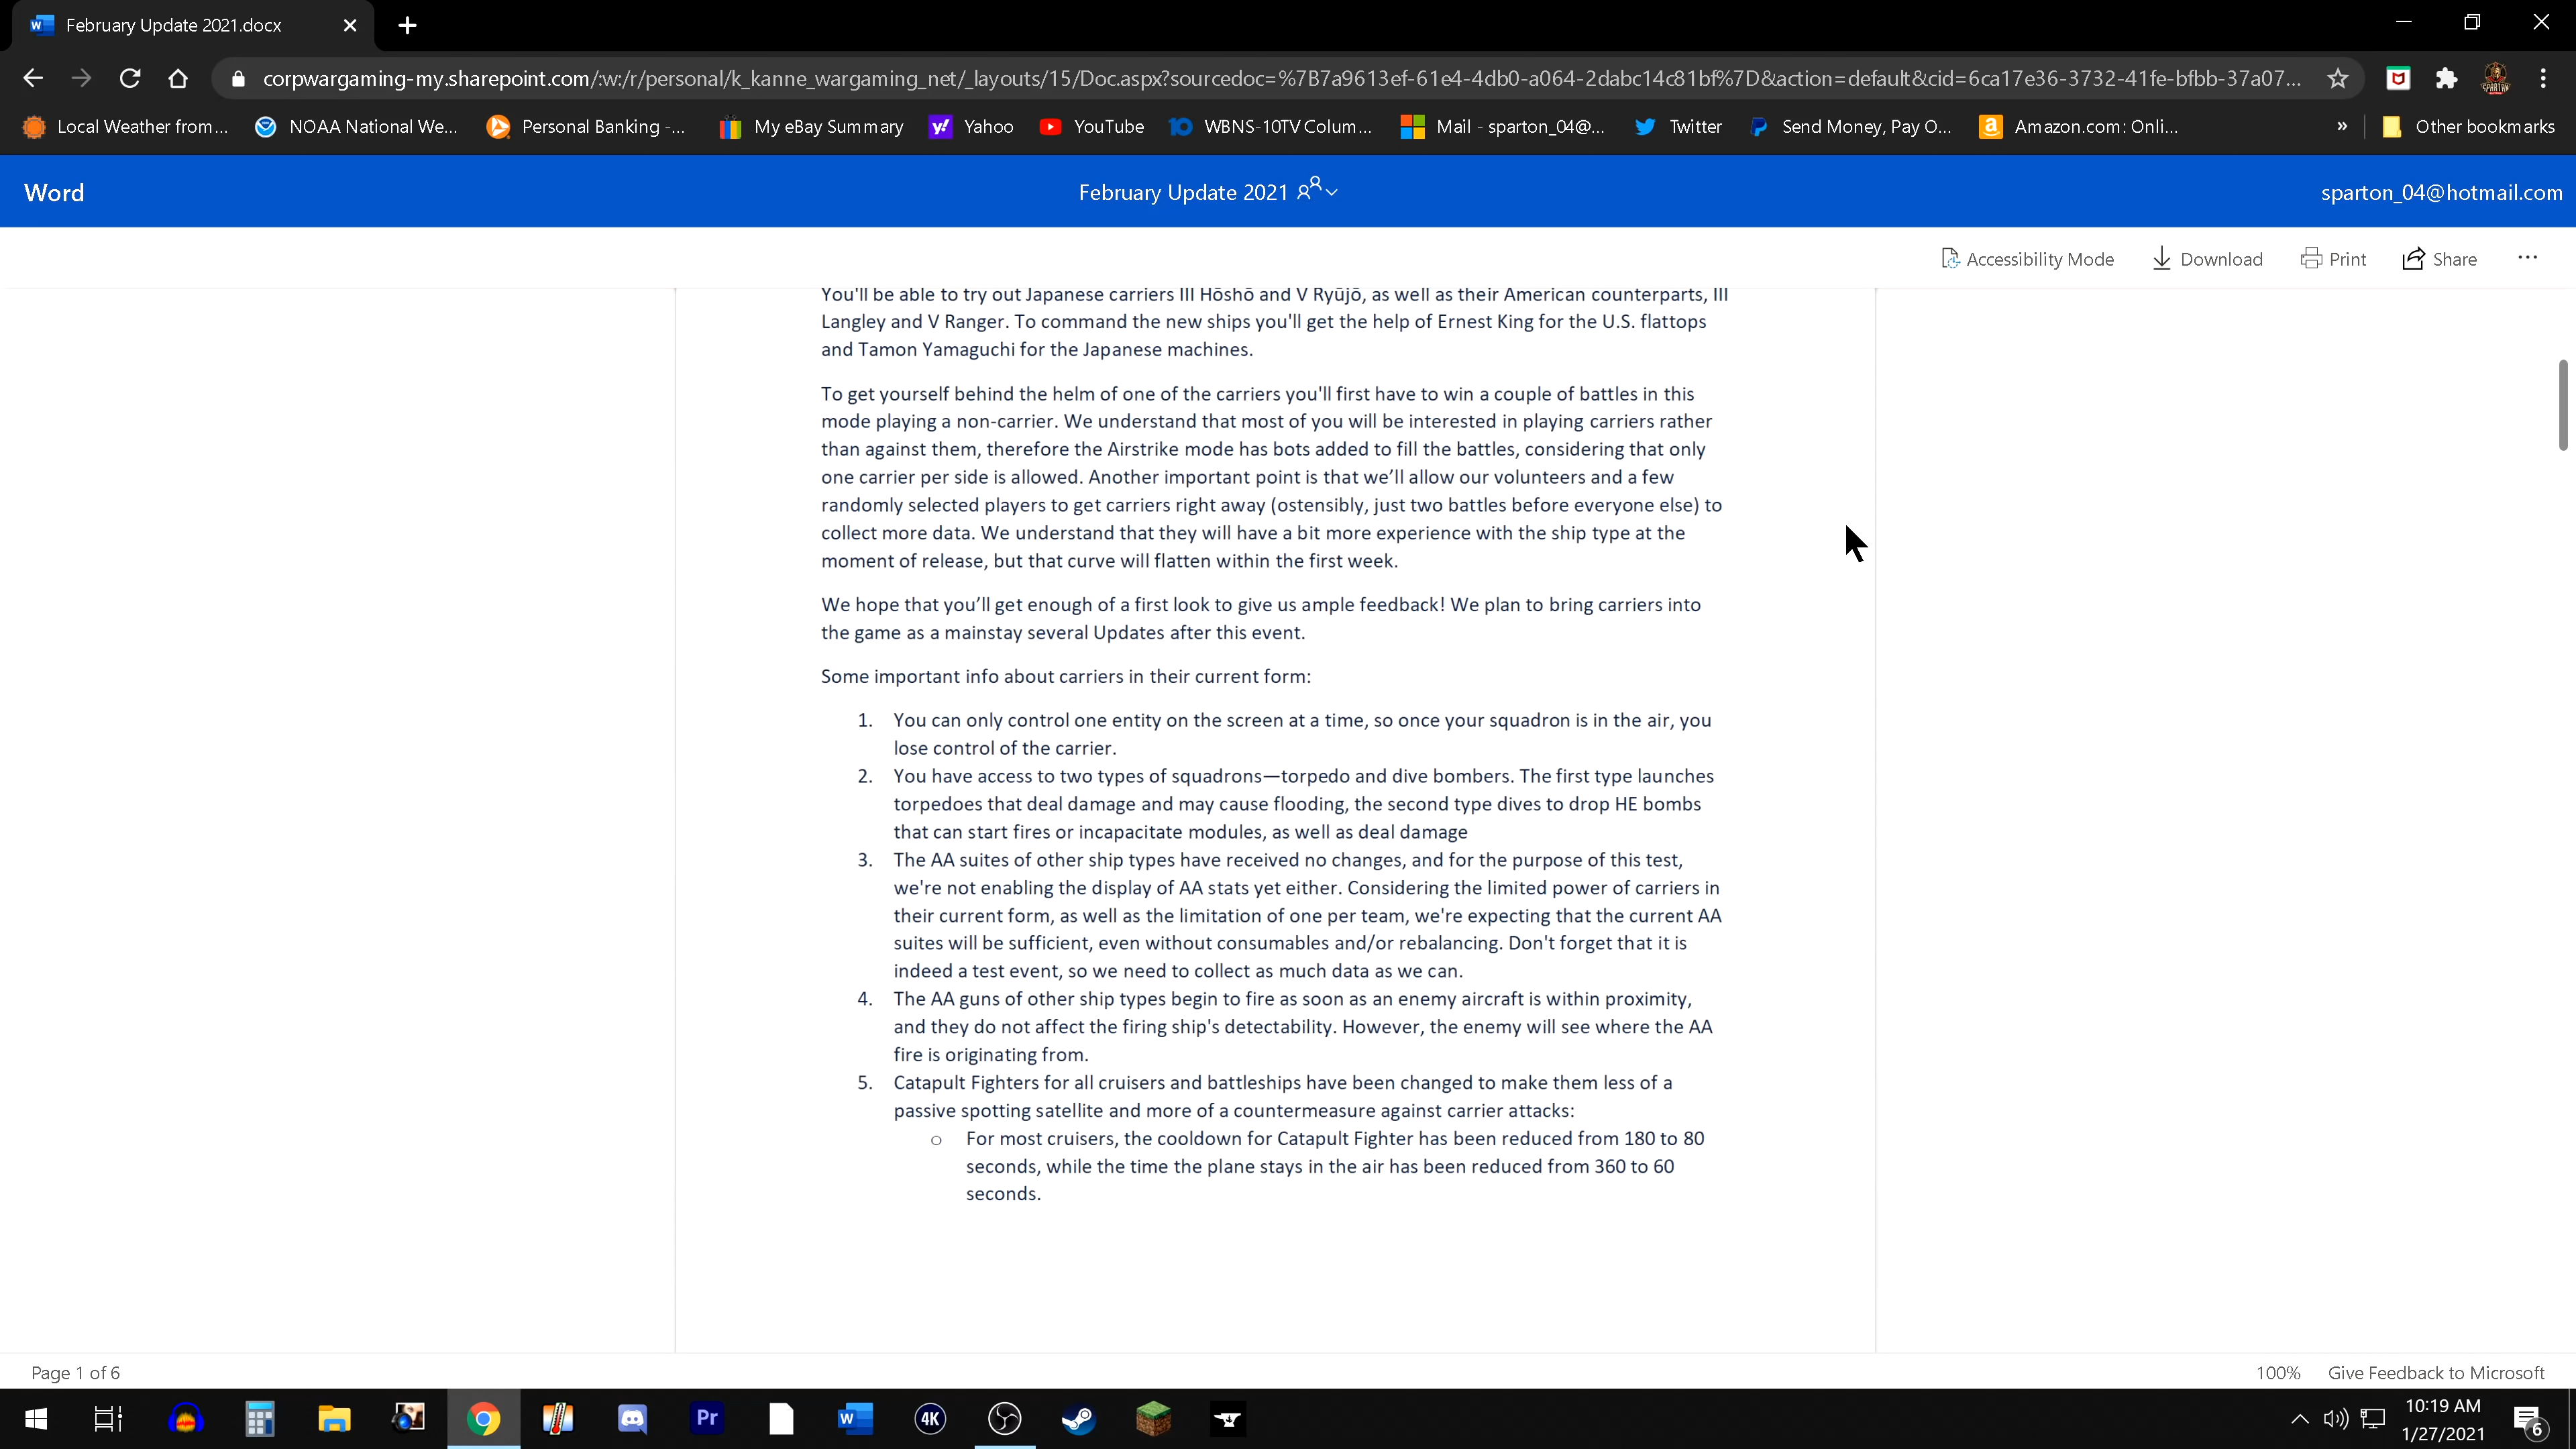 February Update 2021.docx
corpwargaming-my.sharepoint.com/:w:/r/personal/k_kanne_wargaming_net/_layouts/15/Doc.aspx?sourcedoc=%7B7a9613ef-61e4-4db0-a064-2dabc14c81bf%7D&action=default&cid=6ca17e36-3732-41fe-bfbb-37a07...
Local Weather from... NOAA National We... Personal Banking -... My eBay Summary Yahoo YouTube WBNS-10TV Colum... Mail - sparton_04@... Twitter Send Money, Pay O... Amazon.com: Onli... » Other bookmarks
Word February Update 2021 sparton_04@hotmail.com
Accessibility Mode Download Print Share ...
You'll be able to try out Japanese carriers III Hōshō and V Ryūjō, as well as their American counterparts, III
Langley and V Ranger. To command the new ships you'll get the help of Ernest King for the U.S. flattops
and Tamon Yamaguchi for the Japanese machines.
To get yourself behind the helm of one of the carriers you'll first have to win a couple of battles in this
mode playing a non-carrier. We understand that most of you will be interested in playing carriers rather
than against them, therefore the Airstrike mode has bots added to fill the battles, considering that only
one carrier per side is allowed. Another important point is that we’ll allow our volunteers and a few
randomly selected players to get carriers right away (ostensibly, just two battles before everyone else) to
collect more data. We understand that they will have a bit more experience with the ship type at the
moment of release, but that curve will flatten within the first week.
We hope that you’ll get enough of a first look to give us ample feedback! We plan to bring carriers into
the game as a mainstay several Updates after this event.
Some important info about carriers in their current form:
1. You can only control one entity on the screen at a time, so once your squadron is in the air, you
lose control of the carrier.
2. You have access to two types of squadrons—torpedo and dive bombers. The first type launches
torpedoes that deal damage and may cause flooding, the second type dives to drop HE bombs
that can start fires or incapacitate modules, as well as deal damage
3. The AA suites of other ship types have received no changes, and for the purpose of this test,
we're not enabling the display of AA stats yet either. Considering the limited power of carriers in
their current form, as well as the limitation of one per team, we're expecting that the current AA
suites will be sufficient, even without consumables and/or rebalancing. Don't forget that it is
indeed a test event, so we need to collect as much data as we can.
4. The AA guns of other ship types begin to fire as soon as an enemy aircraft is within proximity,
and they do not affect the firing ship's detectability. However, the enemy will see where the AA
fire is originating from.
5. Catapult Fighters for all cruisers and battleships have been changed to make them less of a
passive spotting satellite and more of a countermeasure against carrier attacks:
o For most cruisers, the cooldown for Catapult Fighter has been reduced from 180 to 80
seconds, while the time the plane stays in the air has been reduced from 360 to 60
seconds.
Page 1 of 6 100% Give Feedback to Microsoft
Pr 4K 10:19 AM
1/27/2021 6